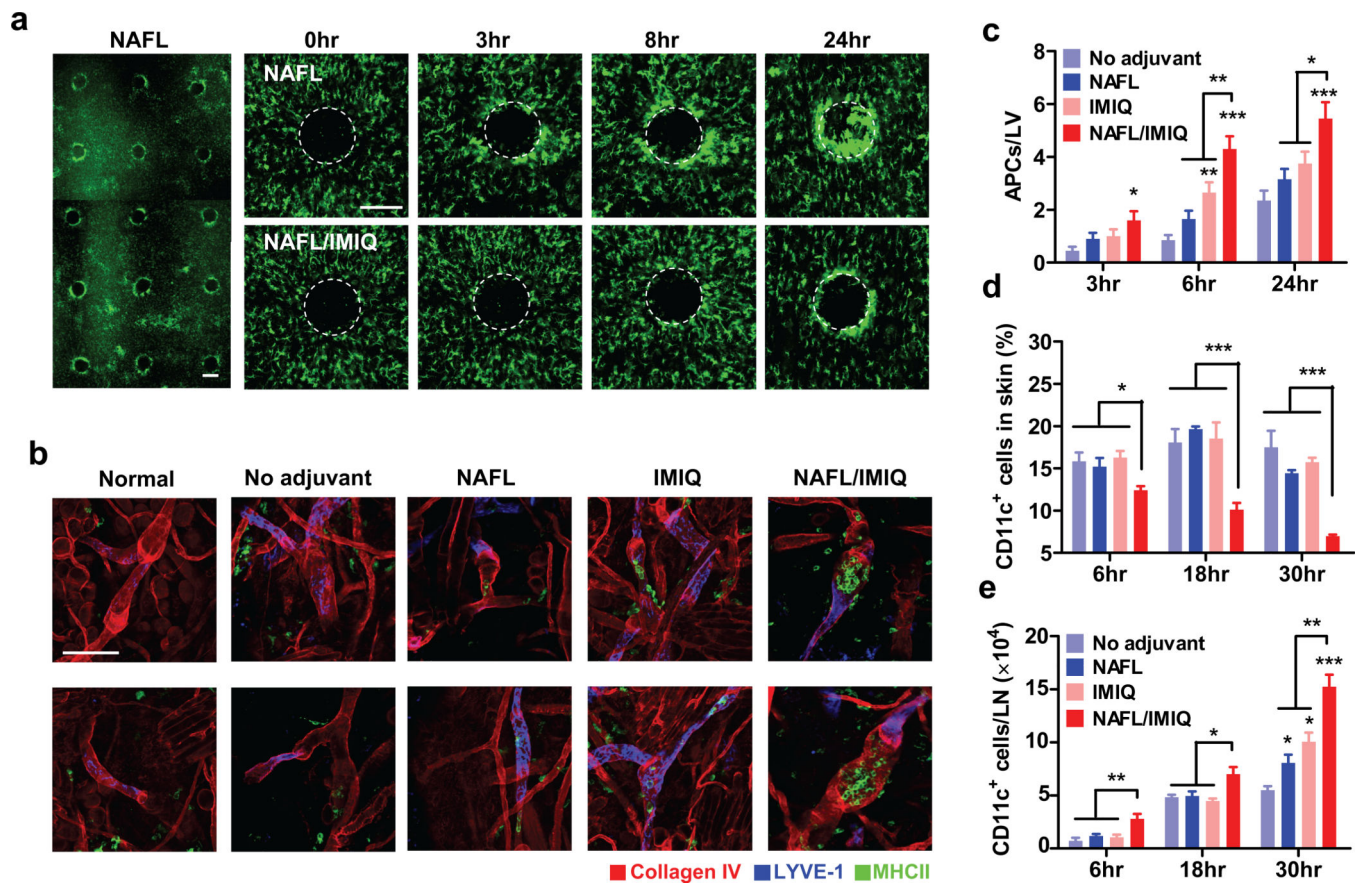 a
NAFL 0hr 3hr 8hr 24hr
NAFL
NAFL/IMIQ
b
Normal No adjuvant NAFL IMIQ NAFL/IMIQ
Collagen IV LYVE-1 MHCII
c
APCs/LV
8
6
4
2
0
No adjuvant
NAFL
IMIQ
NAFL/IMIQ
*
** ** ***
* ***
3hr 6hr 24hr
d
CD11c⁺ cells in skin (%)
30
25
20
15
10
5
* *** ***
6hr 18hr 30hr
e
CD11c⁺ cells/LN (×10⁴)
20
15
10
5
0
No adjuvant
NAFL
IMIQ
NAFL/IMIQ
**
*
* * ** ***
6hr 18hr 30hr